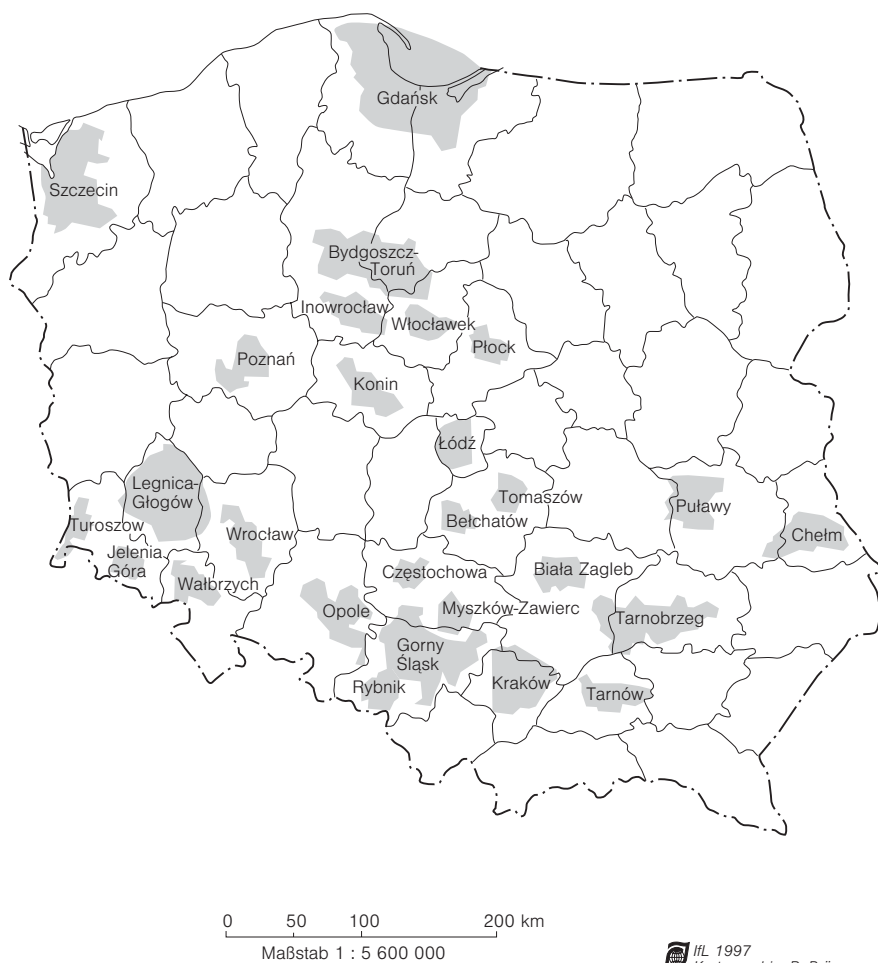 Gdańsk
Szczecin
Bydgoszcz-
Toruń
Inowrocław
Włocławek
Płock
Poznań
Konin
Łódź
Legnica-
Głogów
Tomaszów
Puławy
Turoszow
Wrocław
Bełchatów
Chełm
Jelenia
Góra
Wałbrzych
Częstochowa
Biała Zagleb
Opole
Myszków-Zawierc
Tarnobrzeg
Gorny
Śląsk
Rybnik
Kraków
Tarnów
0 50 100 200 km
Maßstab 1 : 5 600 000
IfL 1997